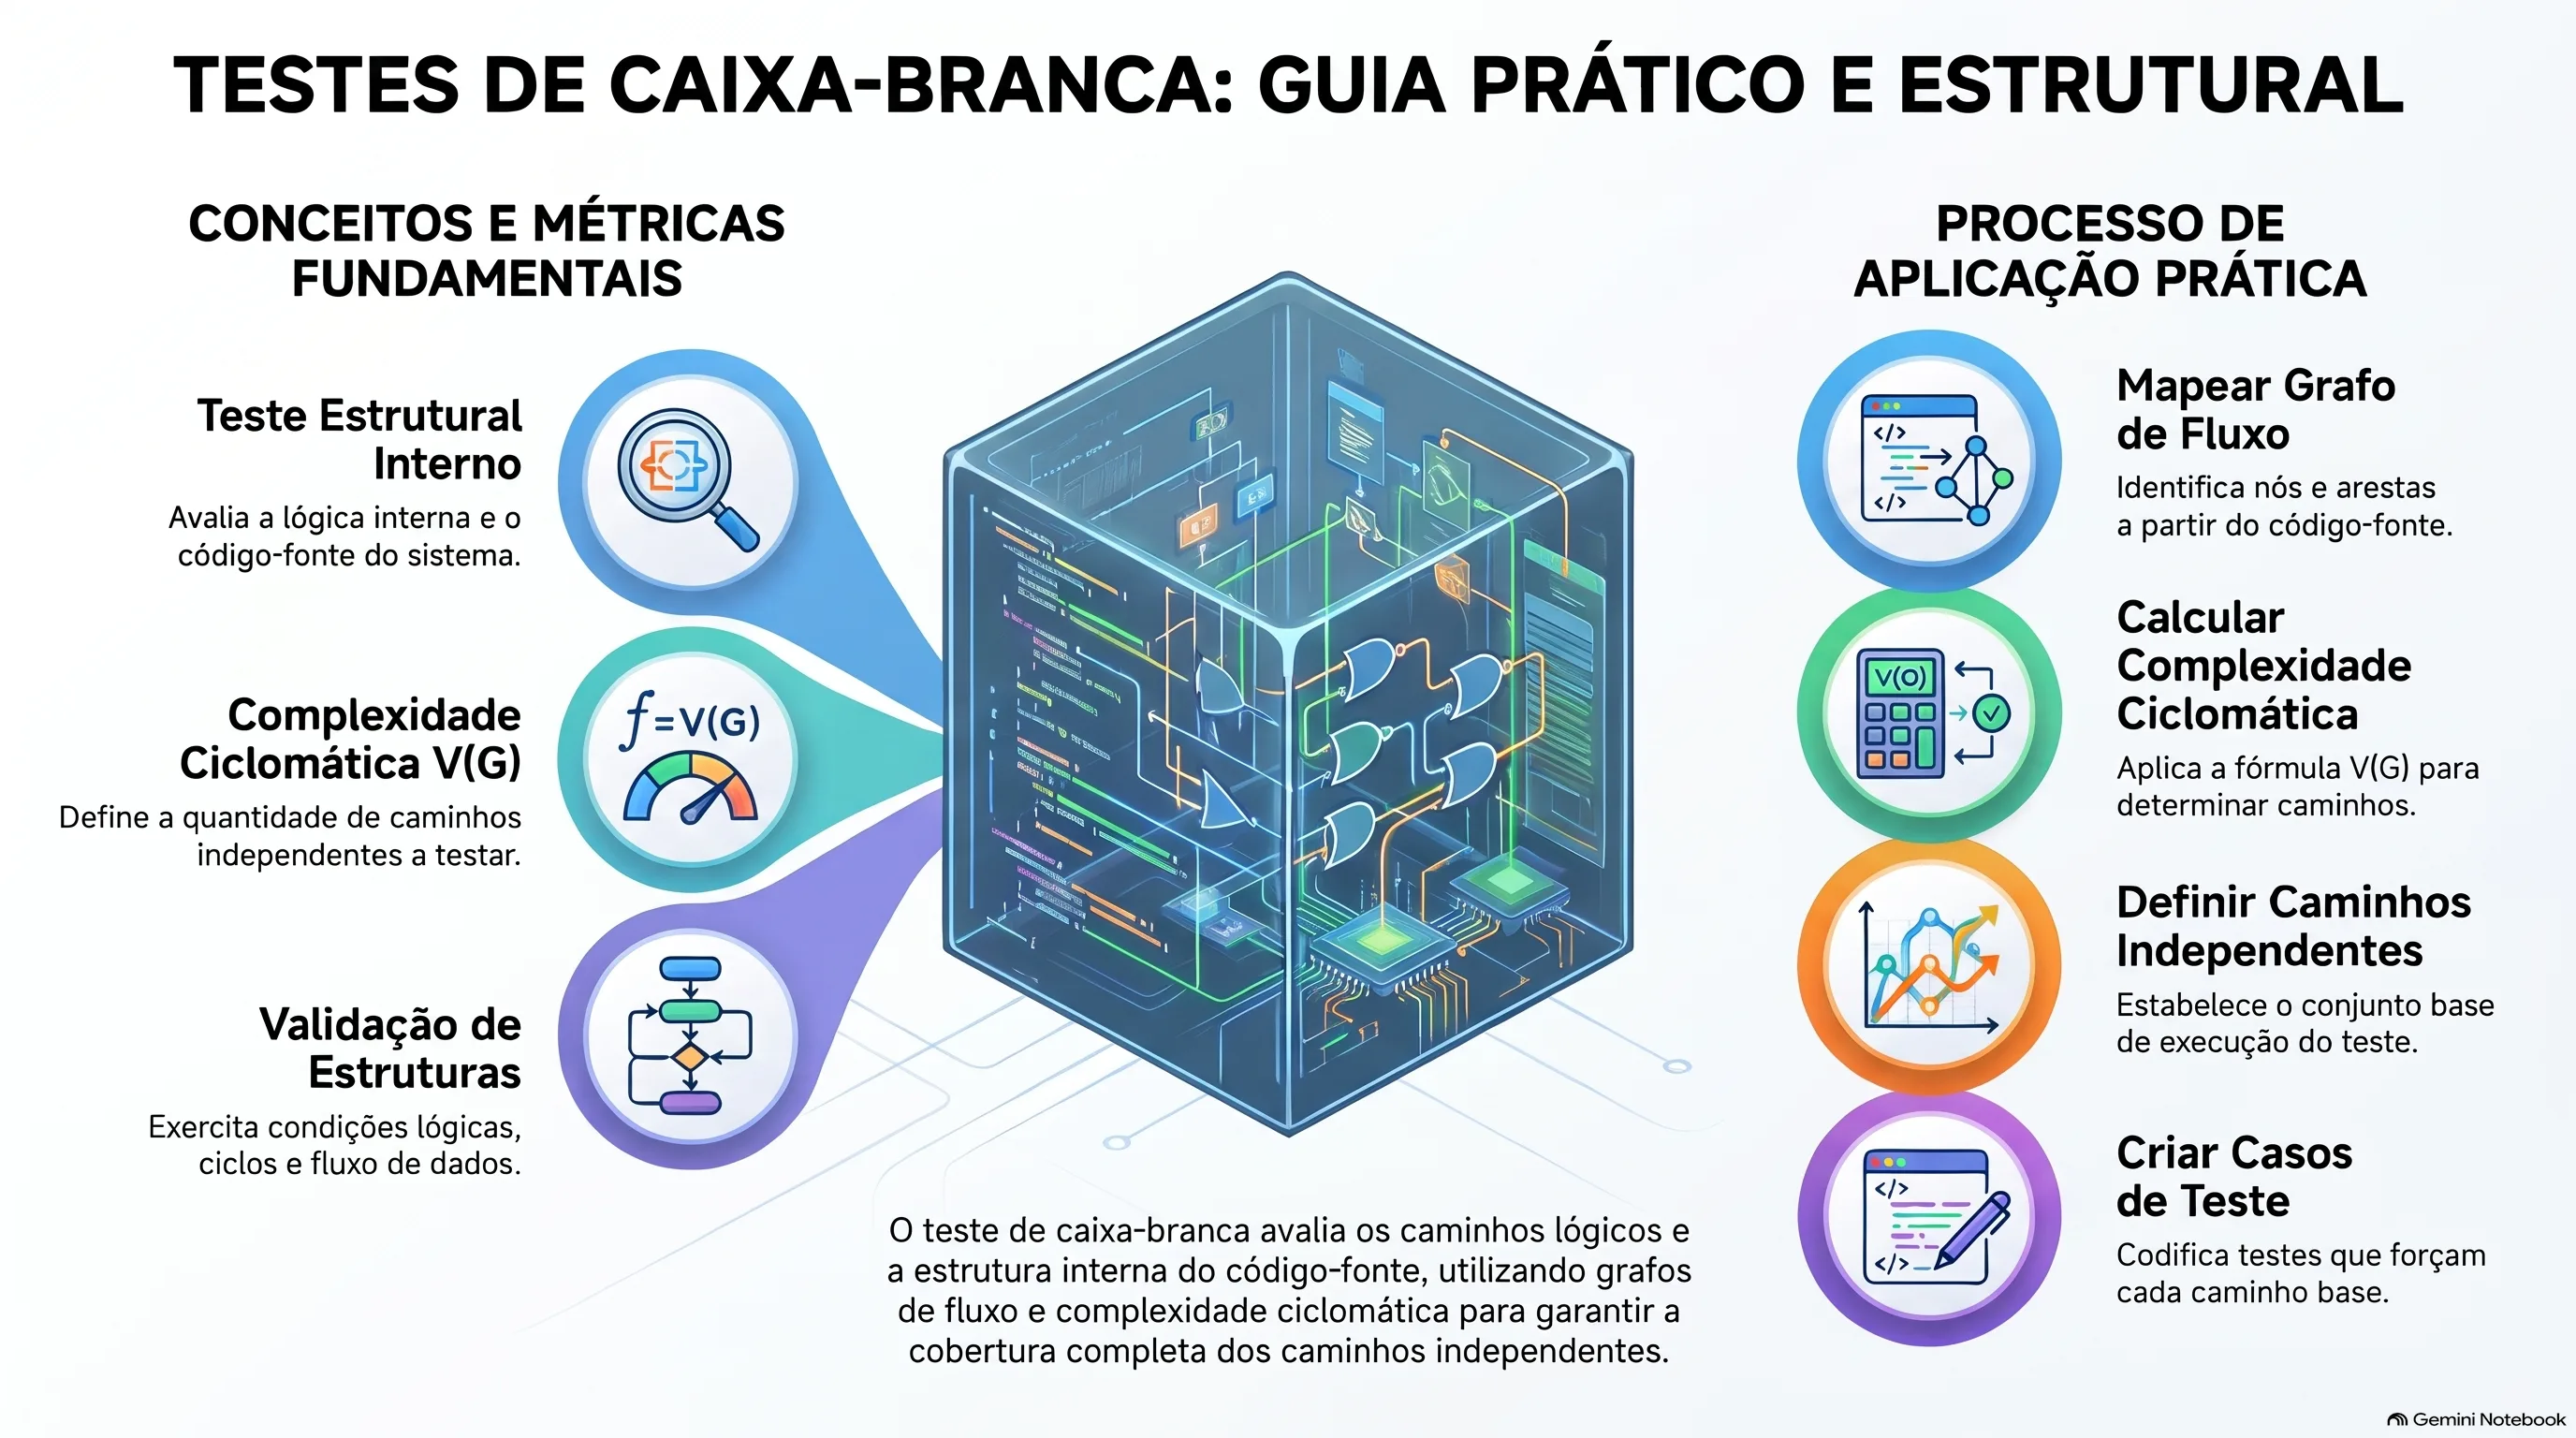 TESTES DE CAIXA-BRANCA: GUIA PRÁTICO E ESTRUTURAL
CONCEITOS E MÉTRICAS
FUNDAMENTAIS
Teste Estrutural
Interno
Avalia a lógica interna e o
código-fonte do sistema.
f=V(G)
Complexidade
Ciclomática V(G)
Define a quantidade de caminhos
independentes a testar.
Validação de
Estruturas
Exercita condições lógicas,
ciclos e fluxo de dados.
O teste de caixa-branca avalia os caminhos lógicos e
a estrutura interna do código-fonte, utilizando grafos
de fluxo e complexidade ciclomática para garantir a
cobertura completa dos caminhos independentes.
PROCESSO DE
APLICAÇÃO PRÁTICA
</>
</>
Mapear Grafo
de Fluxo
Identifica nós e arestas
a partir do código-fonte.
V(O)
Calcular
Complexidade
Ciclomática
Aplica a fórmula V(G) para
determinar caminhos.
Definir Caminhos
Independentes
Estabelece o conjunto base
de execução do teste.
</>
</>
Criar Casos
de Teste
Codifica testes que forçam
cada caminho base.
Gemini Notebook